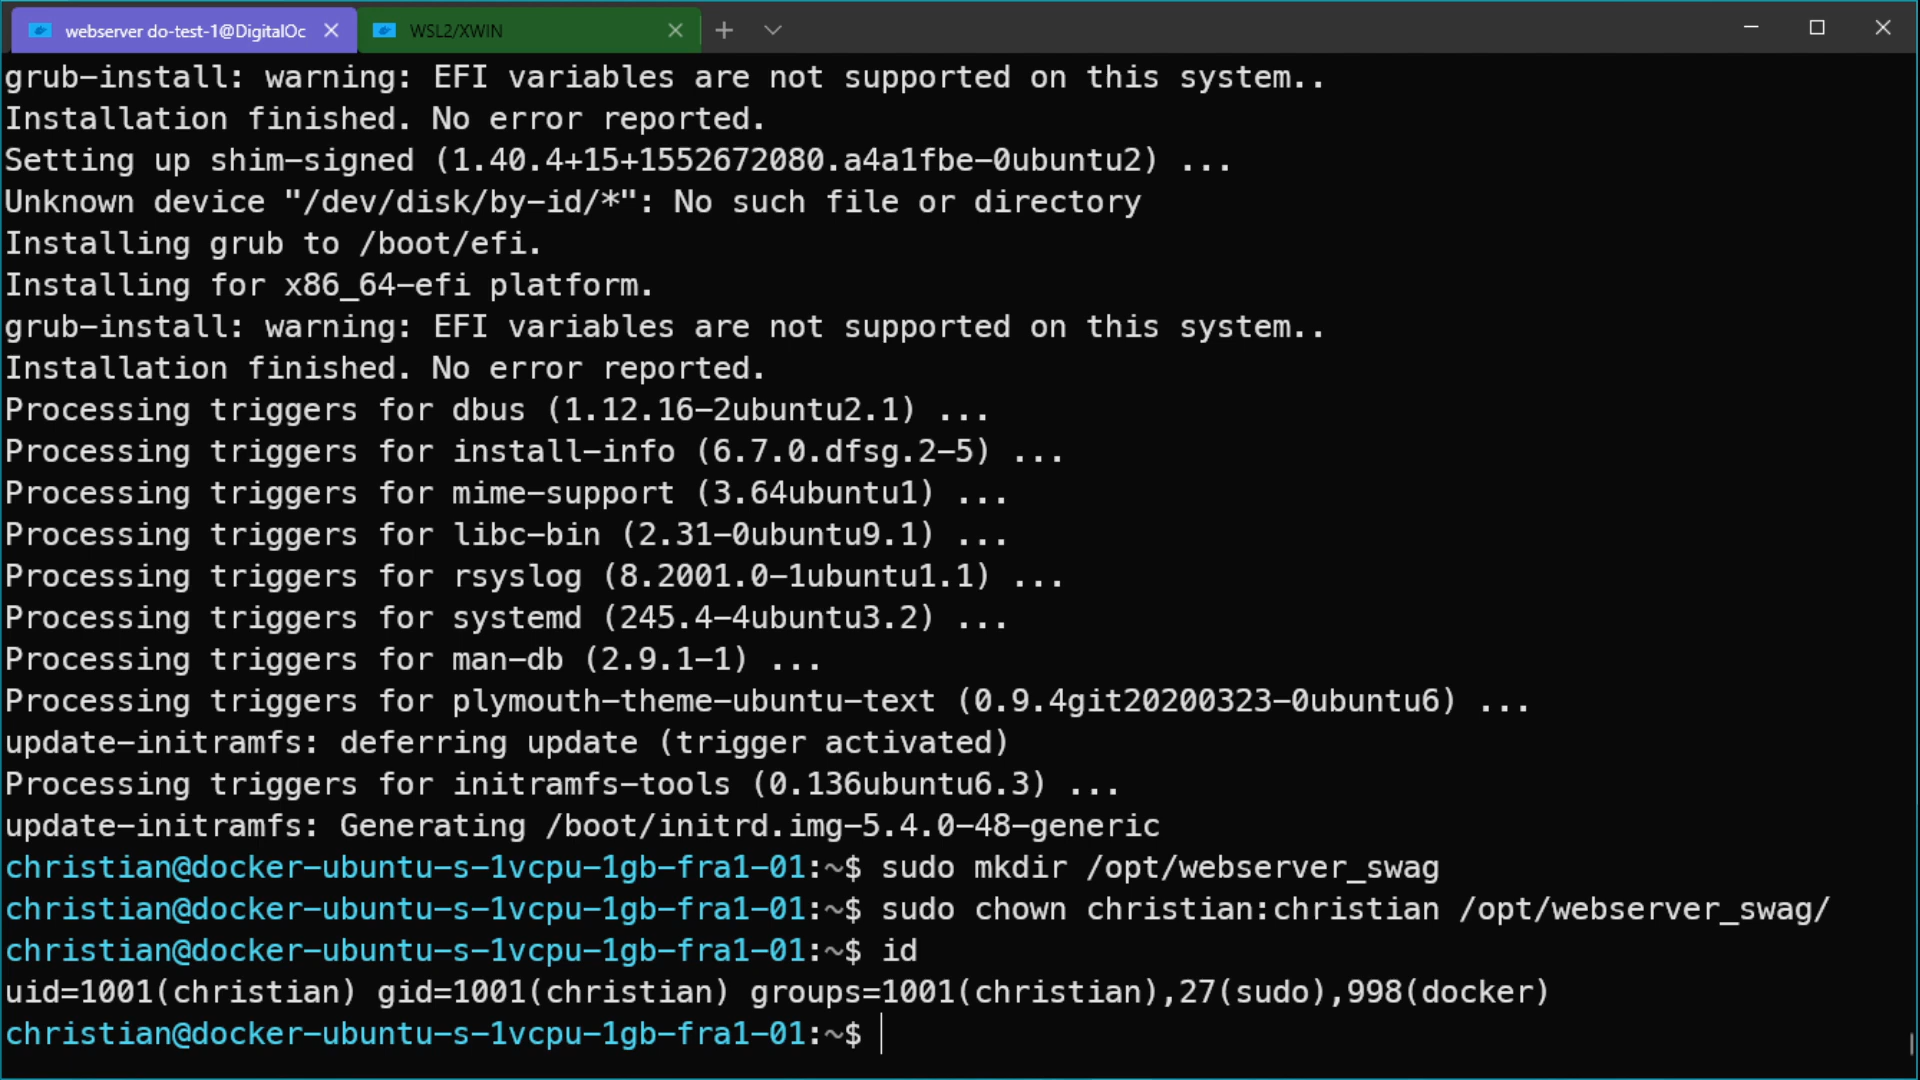 webserver do-test-1@DigitalOc
WSL2/XWIN
grub-install: warning: EFI variables are not supported on this system..
Installation finished. No error reported.
Setting up shim-signed (1.40.4+15+1552672080.a4a1fbe-0ubuntu2) ...
Unknown device "/dev/disk/by-id/*": No such file or directory
Installing grub to /boot/efi.
Installing for x86_64-efi platform.
grub-install: warning: EFI variables are not supported on this system..
Installation finished. No error reported.
Processing triggers for dbus (1.12.16-2ubuntu2.1) ...
Processing triggers for install-info (6.7.0.dfsg.2-5) ...
Processing triggers for mime-support (3.64ubuntu1) ...
Processing triggers for libc-bin (2.31-0ubuntu9.1) ...
Processing triggers for rsyslog (8.2001.0-1ubuntu1.1) ...
Processing triggers for systemd (245.4-4ubuntu3.2) ...
Processing triggers for man-db (2.9.1-1) ...
Processing triggers for plymouth-theme-ubuntu-text (0.9.4git20200323-0ubuntu6) ...
update-initramfs: deferring update (trigger activated)
Processing triggers for initramfs-tools (0.136ubuntu6.3) ...
update-initramfs: Generating /boot/initrd.img-5.4.0-48-generic
christian@docker-ubuntu-s-1vcpu-1gb-fra1-01:~$ sudo mkdir /opt/webserver_swag
christian@docker-ubuntu-s-1vcpu-1gb-fra1-01:~$ sudo chown christian:christian /opt/webserver_swag/
christian@docker-ubuntu-s-1vcpu-1gb-fra1-01:~$ id
uid=1001(christian) gid=1001(christian) groups=1001(christian),27(sudo),998(docker)
christian@docker-ubuntu-s-1vcpu-1gb-fra1-01:~$